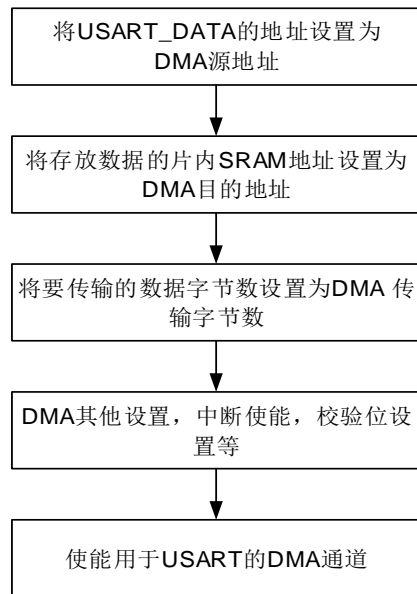 将USART_DATA的地址设置为
DMA源地址
将存放数据的片内SRAM地址设置为
DMA目的地址
将要传输的数据字节数设置为DMA 传
输字节数
DMA其他设置，中断使能，校验位设
置等
使能用于USART的DMA通道